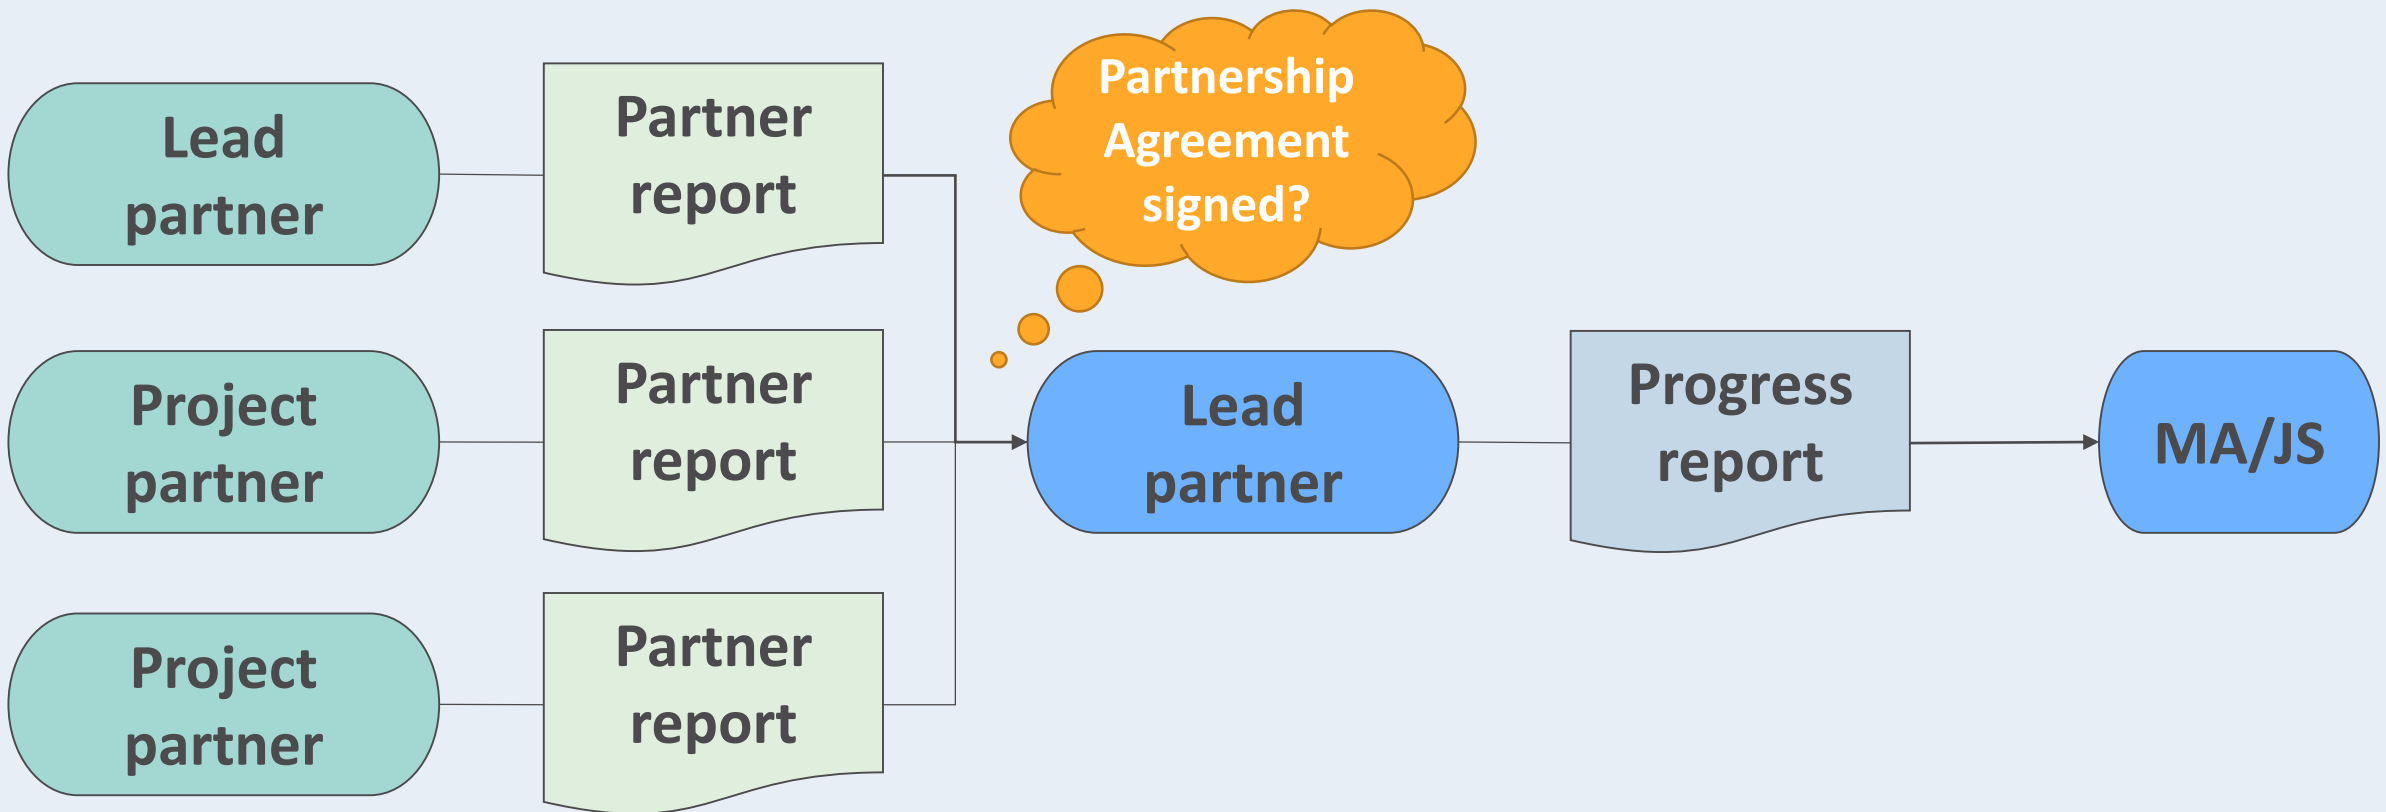 Lead
partner
Partner
report
Partnership
Agreement
signed?
Project
partner
Partner
report
Lead
partner
Progress
report
MA/JS
Project
partner
Partner
report